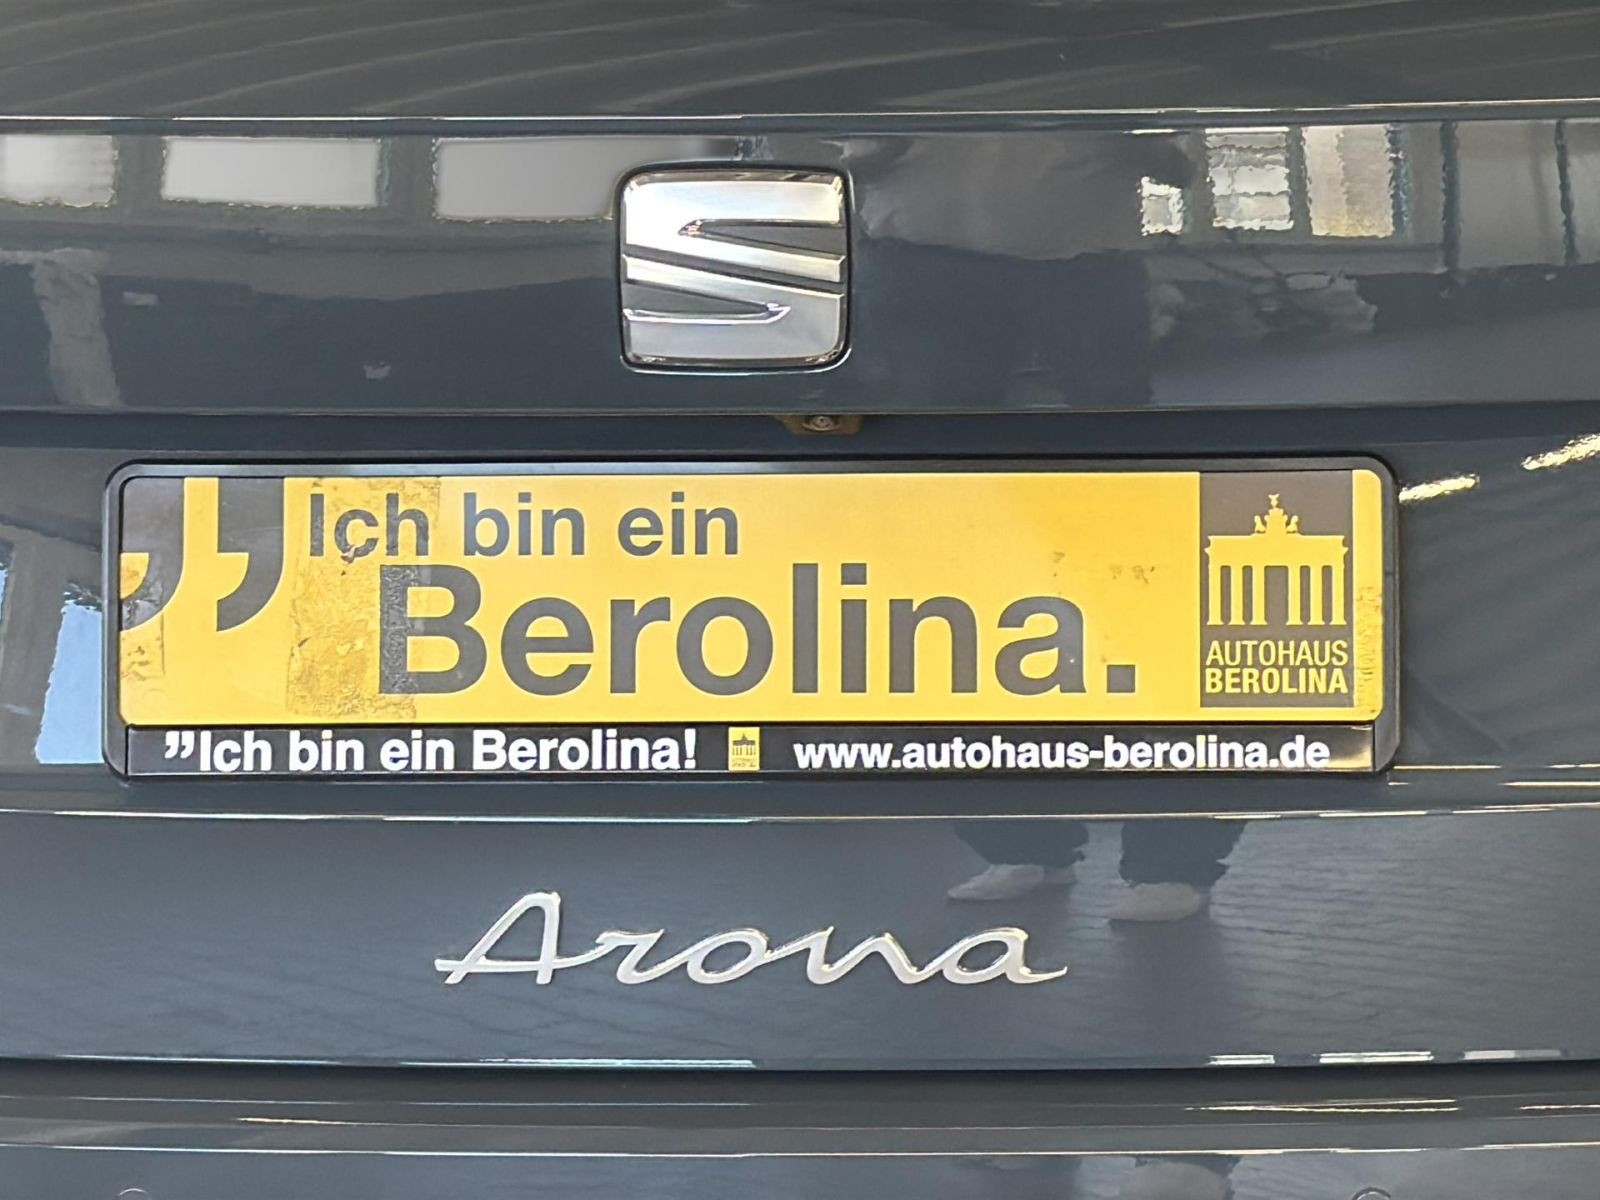 S
„Ich bin ein
Berolina.
AUTOHAUS
BEROLINA
”Ich bin ein Berolina! www.autohaus-berolina.de
Arona